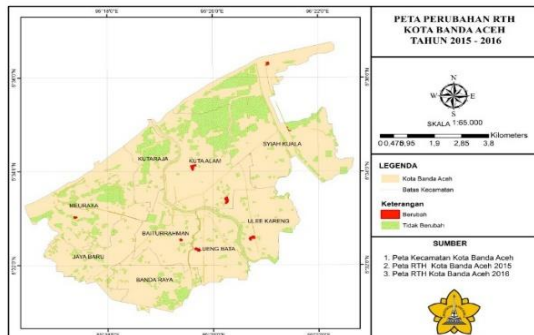 PETA PERUBAHAN RTH
KOTA BANDA ACEH
TAHUN 2015 - 2016
N
W
E
S
SKALA 1:65.000
Kilometers
0 0.475 0.95 1.9 2.85 3.8
LEGENDA
Kota Banda Aceh
Batas Kecamatan
Keterangan
Berubah
Tidak Berubah
SUMBER
1. Peta Kecamatan Kota Banda Aceh
2. Peta RTH Kota Banda Aceh 2015
3. Peta RTH Kota Banda Aceh 2016
SYIAH KUALA
KUTARAJA
KUTA ALAM
MEURAXA
ULEE KARENG
BAITURRAHMAN
LUENG BATA
JAYA BARU
BANDA RAYA